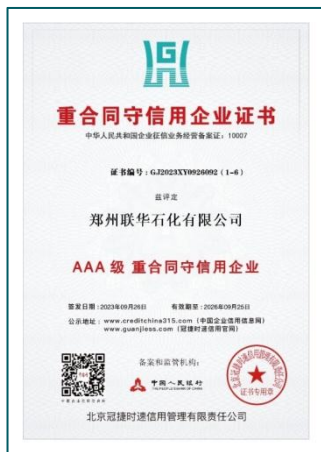 重合同守信用企业证书
中华人民共和国企业征信业务经营备案证：10007
证书编号：GJ2023XY0926092（1-6）
兹评定
郑州联华石化有限公司
AAA 级 重合同守信用企业
签发日期：2023年09月26日 有效期至：2026年09月25日
公示地址：www.creditchina315.com（中国企业信用信息网）
www.guanjiess.com（冠捷时速信用官网）
备案和监管机构：
中国人民银行
证书专用章
北京冠捷时速信用管理有限责任公司